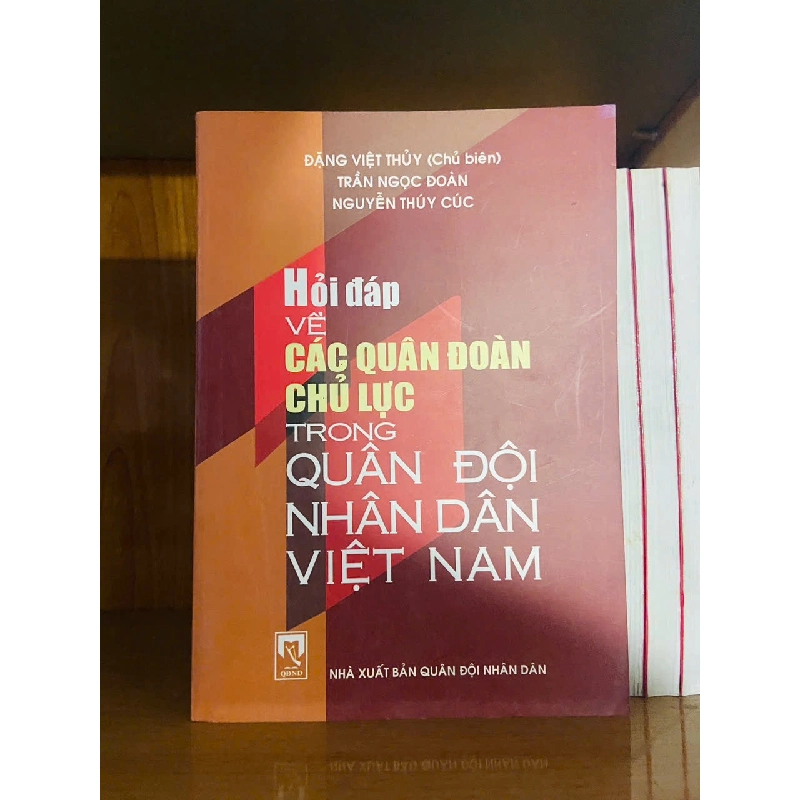 ĐẶNG VIỆT THỦY (Chủ biên)
TRẦN NGỌC ĐOÀN
NGUYỄN THÚY CÚC
Hỏi đáp
VỀ
CÁC QUÂN ĐOÀN
CHỦ LỰC
TRONG
QUÂN ĐỘI
NHÂN DÂN
VIỆT NAM
QĐND
NHÀ XUẤT BẢN QUÂN ĐỘI NHÂN DÂN